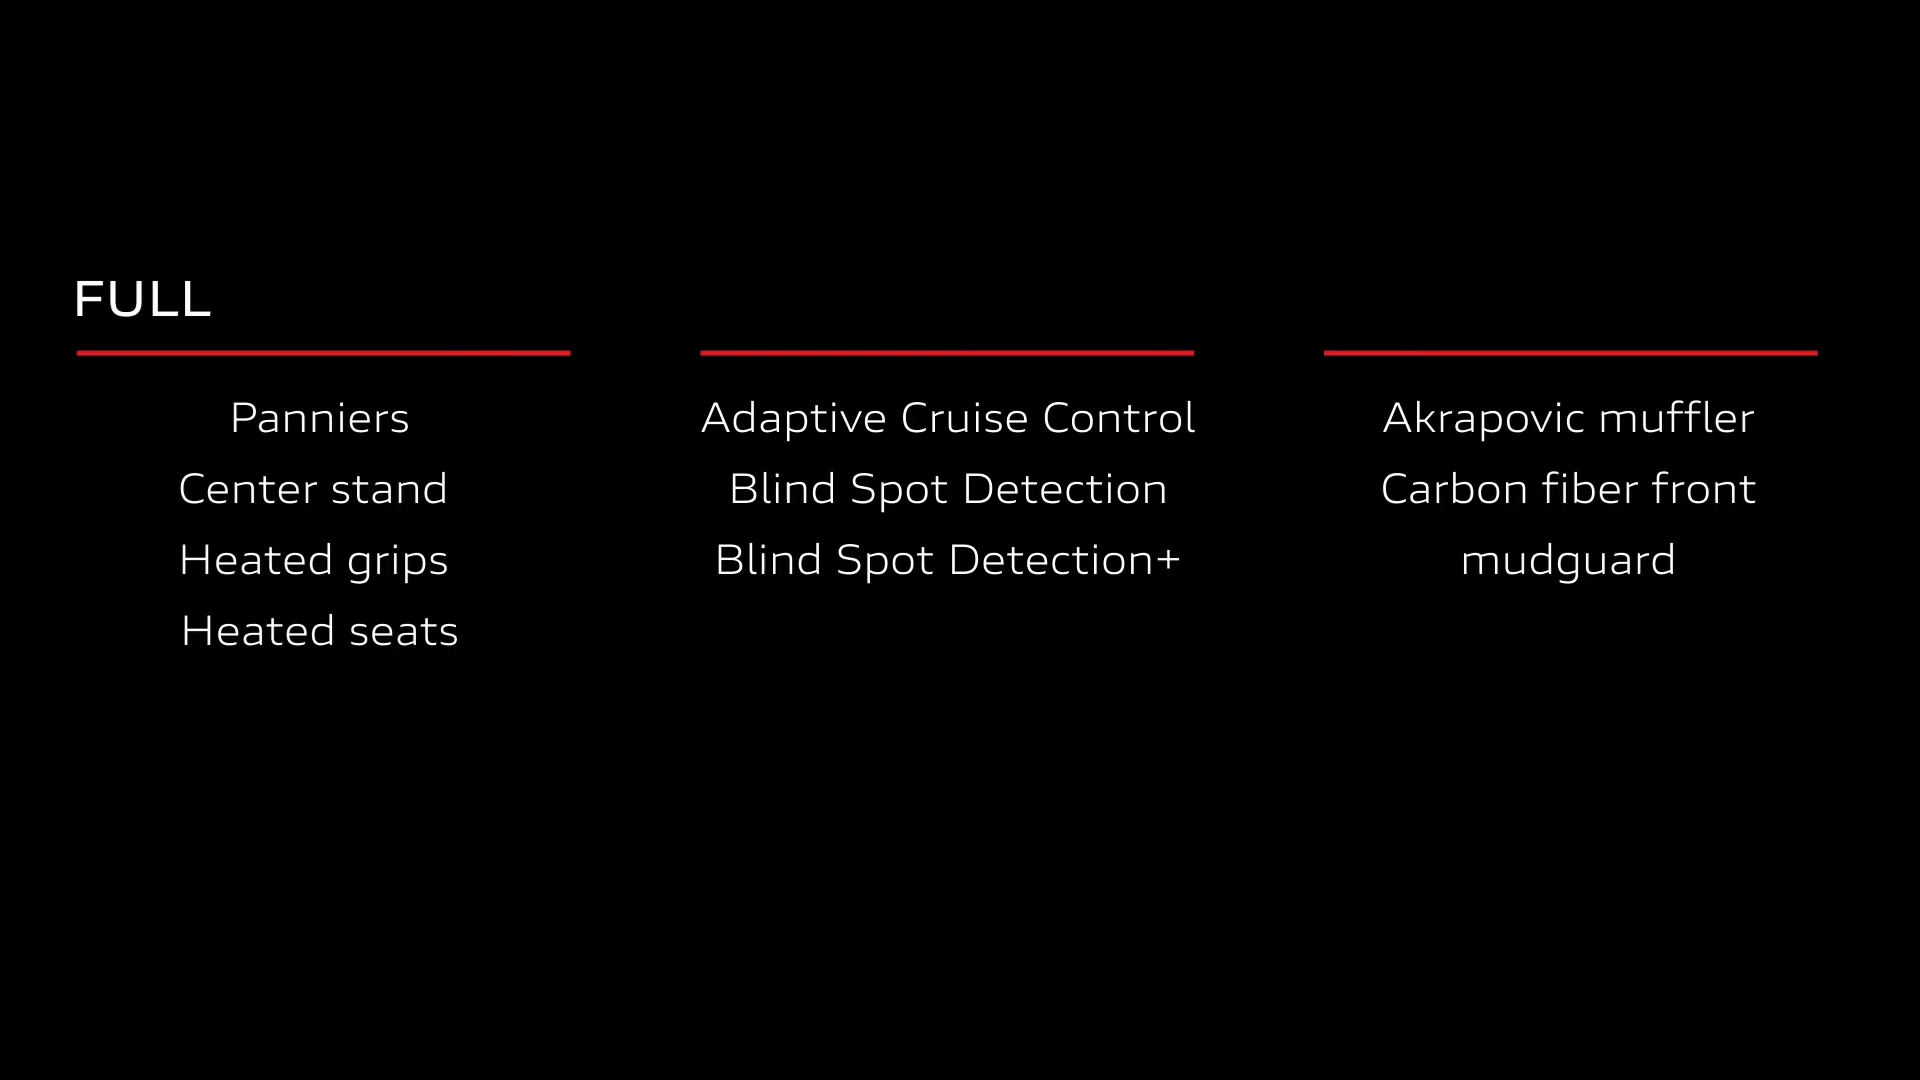 FULL
Panniers
Center stand
Heated grips
Heated seats
Adaptive Cruise Control
Blind Spot Detection
Blind Spot Detection+
Akrapovic muffler
Carbon fiber front
mudguard